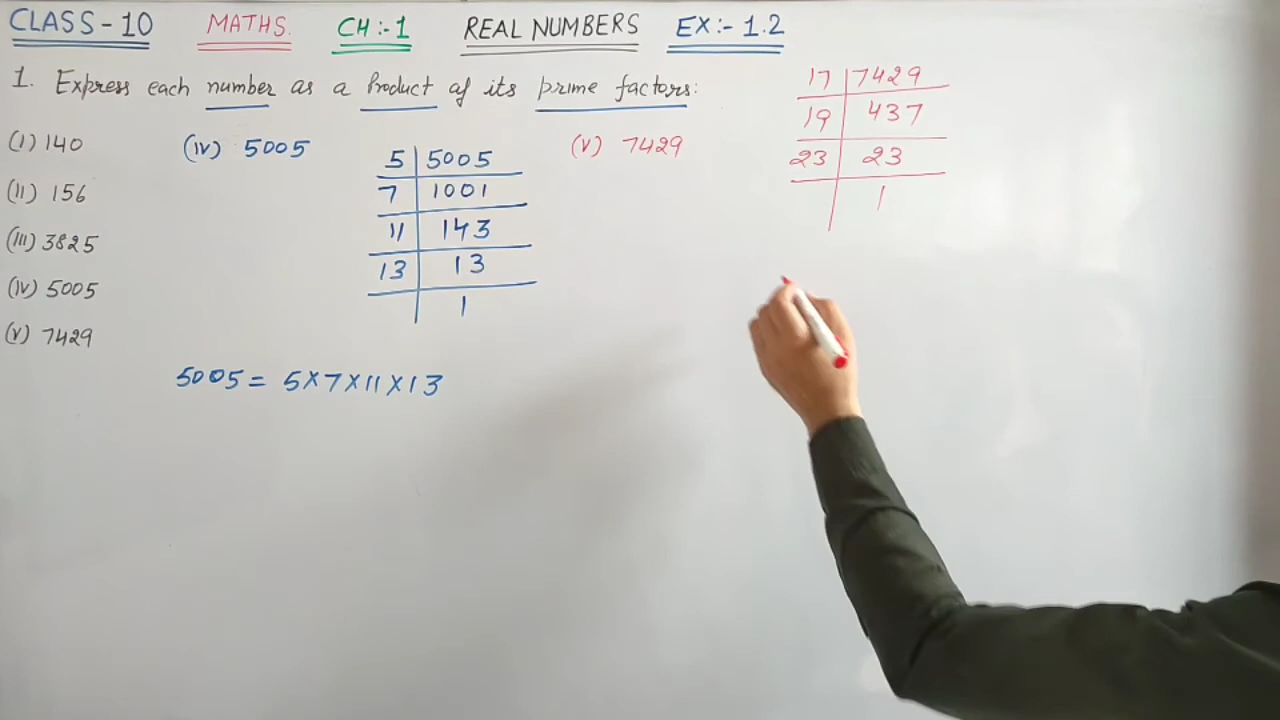 CLASS-10 MATHS. CH:-1 REAL NUMBERS EX:- 1.2
1. Express each number as a Product of its prime factors:
(I) 140
(II) 156
(III) 3825
(IV) 5005
(V) 7429
(IV) 5005
5 5005
7 1001
11 143
13 13
1
5005 = 5×7×11×13
(V) 7429
17 7429
19 437
23 23
1